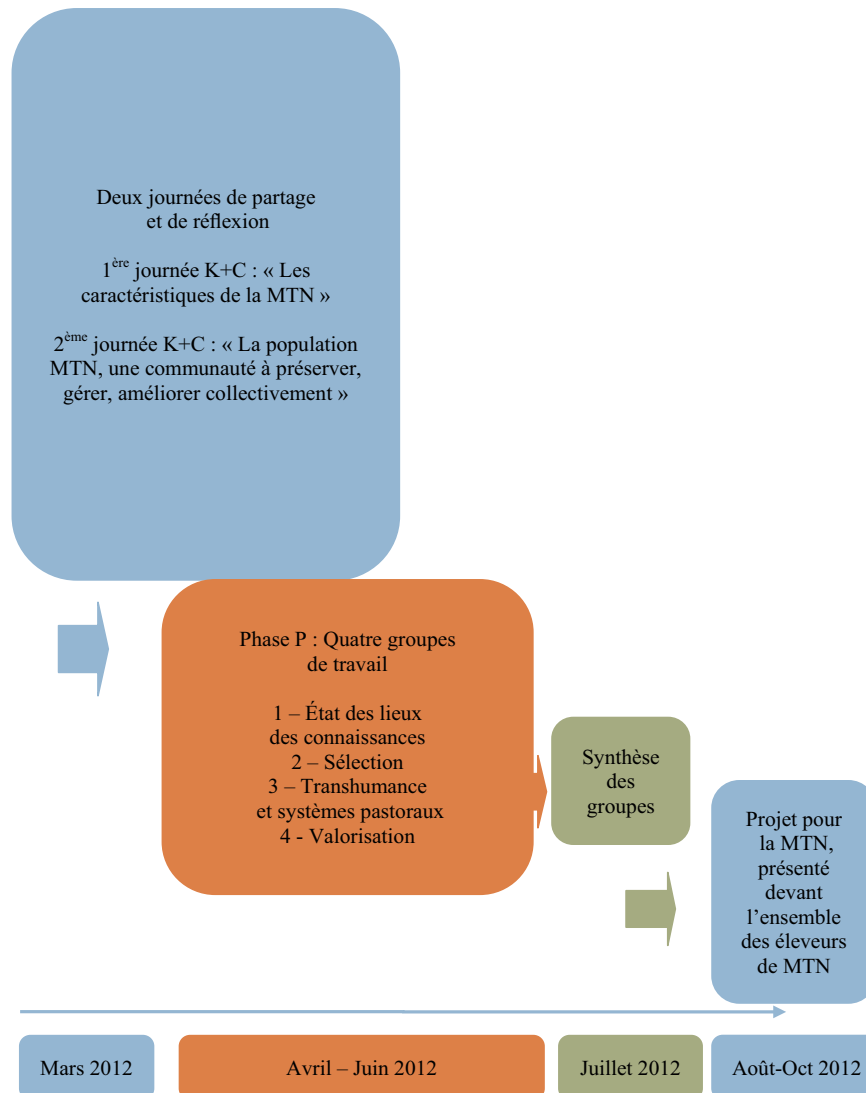 Deux journées de partage
et de réflexion
1ère journée K+C : « Les
caractéristiques de la MTN »
2ème journée K+C : « La population
MTN, une communauté à préserver,
gérer, améliorer collectivement »
Phase P : Quatre groupes
de travail
1 – État des lieux
des connaissances
2 – Sélection
3 – Transhumance
et systèmes pastoraux
4 - Valorisation
Synthèse
des
groupes
Projet pour
la MTN,
présenté
devant
l’ensemble
des éleveurs
de MTN
Mars 2012
Avril – Juin 2012
Juillet 2012
Août-Oct 2012